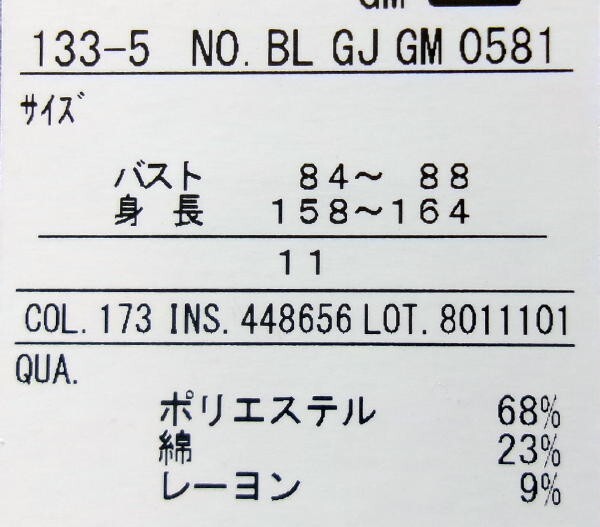 GM
133-5 NO. BL GJ GM 0581
サイズ
バスト 84～ 88
身 長 158～164
11
COL. 173 INS. 448656 LOT. 8011101
QUA.
ポリエステル 68%
綿 23%
レーヨン 9%